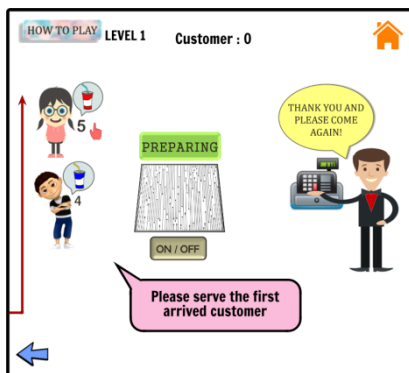 HOW TO PLAY
LEVEL 1
Customer : 0
THANK YOU AND
PLEASE COME
AGAIN!
5
PREPARING
4
ON / OFF
Please serve the first
arrived customer